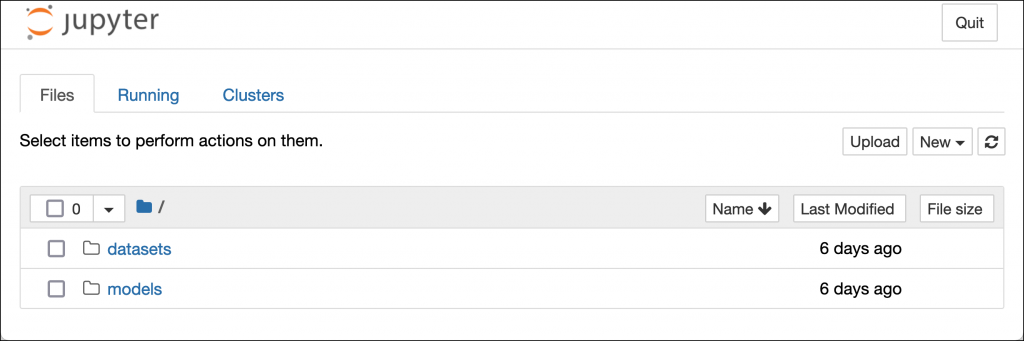 jupyter
Quit
Files Running Clusters
Select items to perform actions on them.
Upload New
0 / Name Last Modified File size
datasets 6 days ago
models 6 days ago